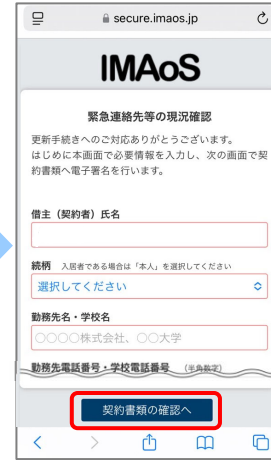 secure.imaos.jp
IMAoS
緊急連絡先等の現況確認
更新手続きへのご対応ありがとうございます。
はじめに本画面で必要情報を入力し、次の画面で契
約書類へ電子署名を行います。
借主（契約者）氏名
続柄 入居者である場合は「本人」を選択してください
選択してください
勤務先名・学校名
○○○○株式会社、○○大学
勤務先電話番号・学校電話番号 （半角数字）
契約書類の確認へ